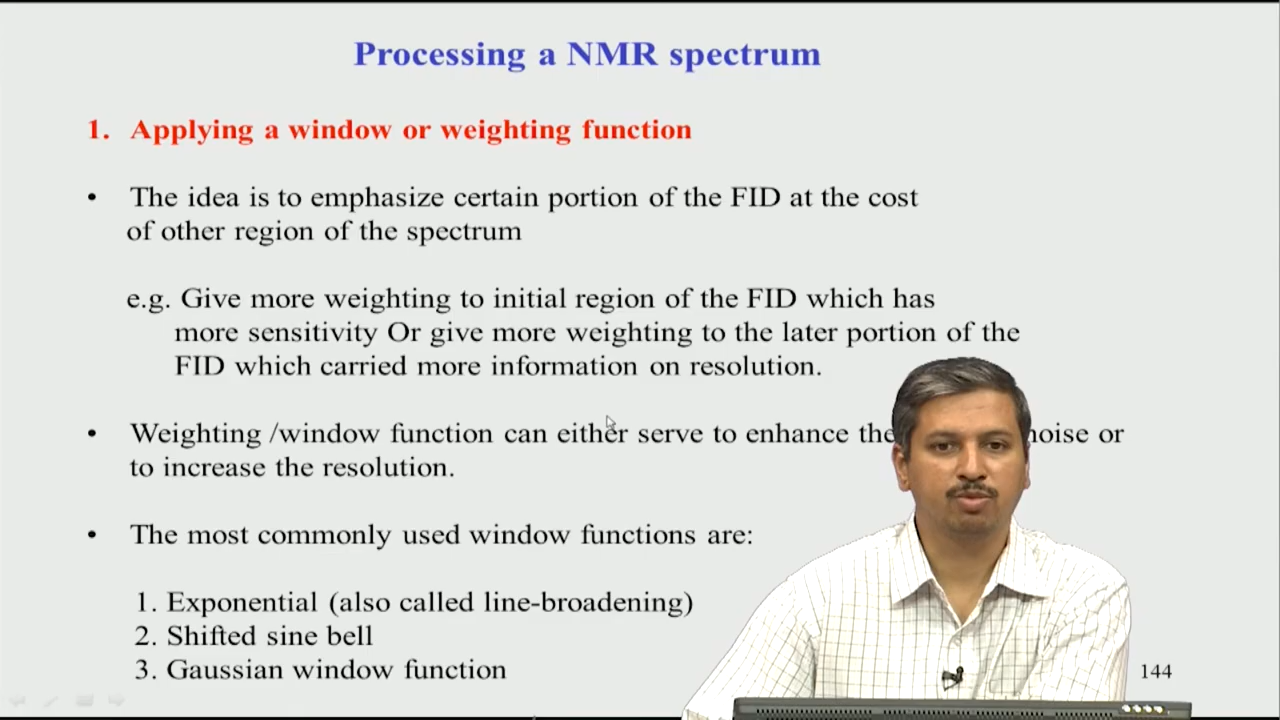 Processing a NMR spectrum
1. Applying a window or weighting function
• The idea is to emphasize certain portion of the FID at the cost
of other region of the spectrum
e.g. Give more weighting to initial region of the FID which has
more sensitivity Or give more weighting to the later portion of the
FID which carried more information on resolution.
• Weighting /window function can either serve to enhance the noise or
to increase the resolution.
• The most commonly used window functions are:
1. Exponential (also called line-broadening)
2. Shifted sine bell
3. Gaussian window function
144